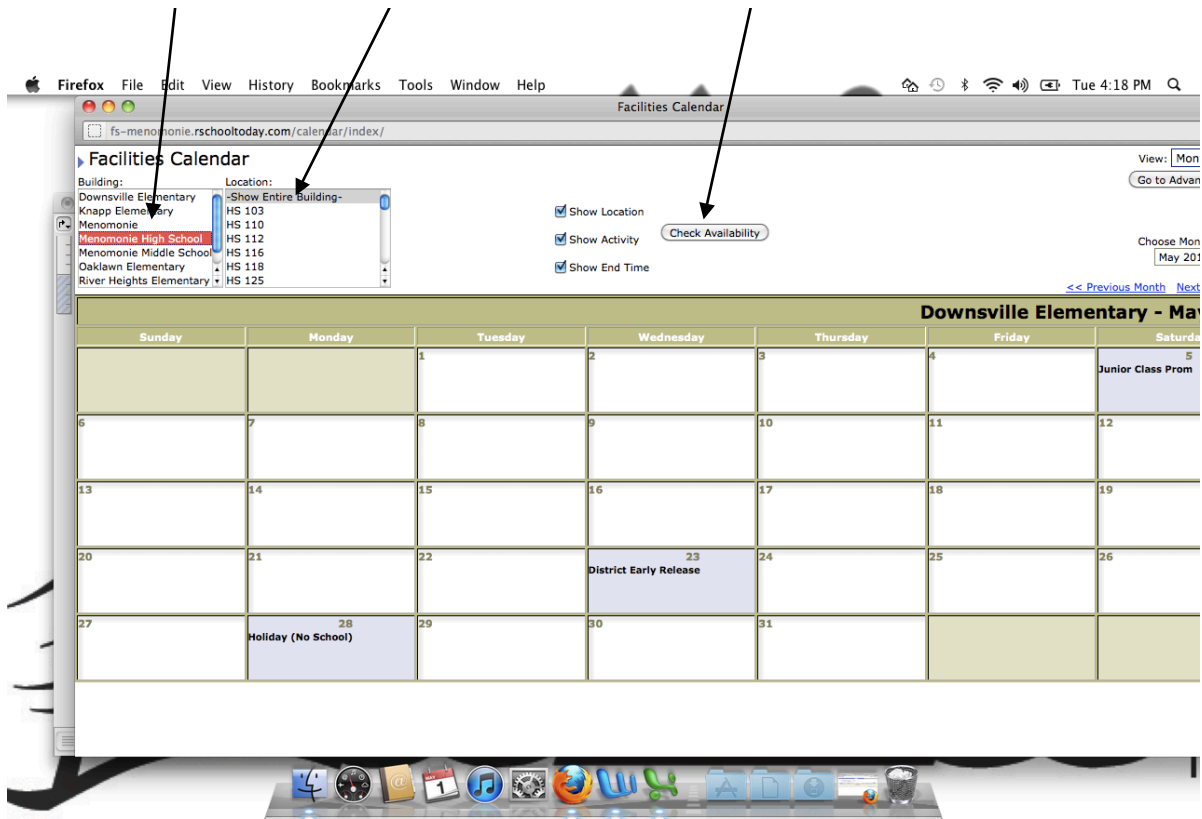 Firefox File Edit View History Bookmarks Tools Window Help Tue 4:18 PM
Facilities Calendar
fs-menomonie.rschooltoday.com/calendar/index/
Facilities Calendar
View: Mon
Go to Advan
Building: Location:
Downsville Elementary -Show Entire Building-
Knapp Elementary HS 103
Menomonie HS 110
Menomonie High School HS 112
Menomonie Middle School HS 116
Oaklawn Elementary HS 118
River Heights Elementary HS 125
Show Location
Show Activity
Show End Time
Check Availability
Choose Mon
May 201
<< Previous Month Next
Downsville Elementary - May
Sunday Monday Tuesday Wednesday Thursday Friday Saturda
1 2 3 4 5
Junior Class Prom
6 7 8 9 10 11 12
13 14 15 16 17 18 19
20 21 22 23 24 25 26
District Early Release
27 28 29 30 31
Holiday (No School)
MAY
1